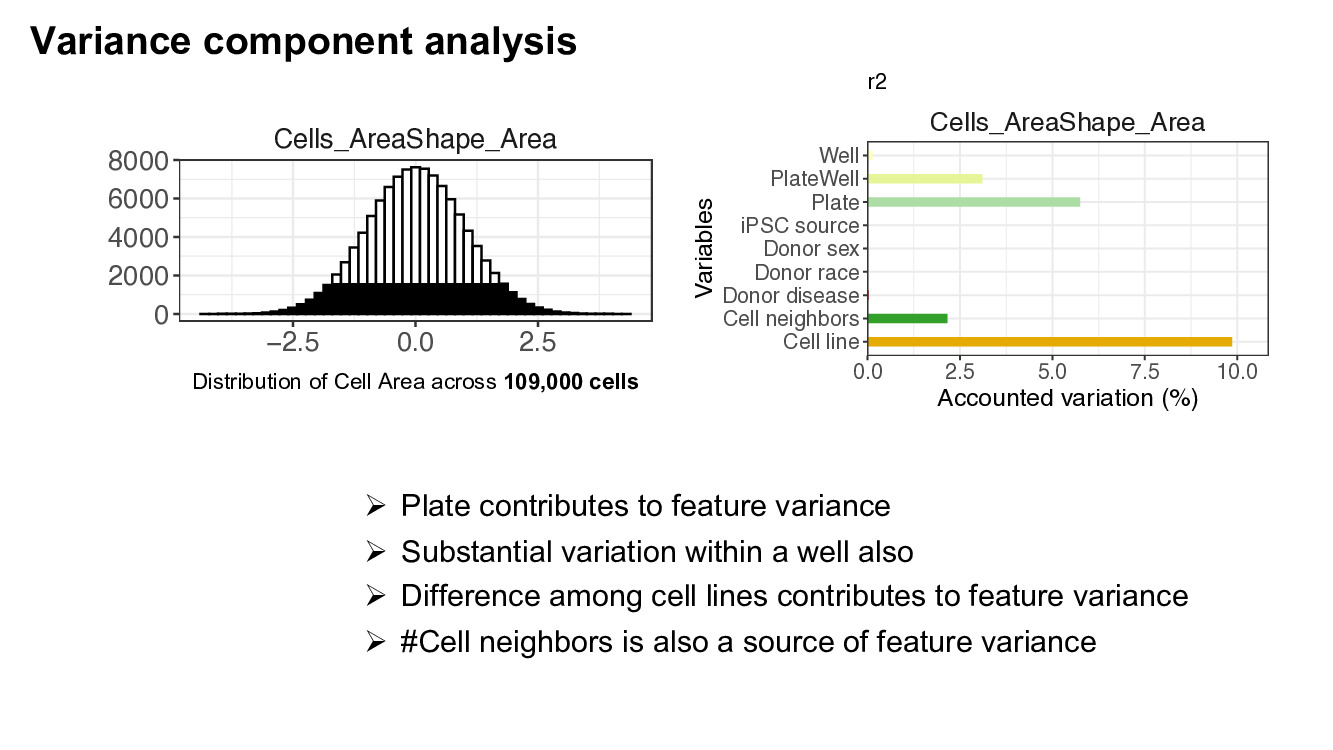 Variance component analysis
Cells_AreaShape_Area
8000
6000
4000
2000
0
−2.5
0.0
2.5
Distribution of Cell Area across 109,000 cells
r2
Cells_AreaShape_Area
Variables
Well
PlateWell
Plate
iPSC source
Donor sex
Donor race
Donor disease
Cell neighbors
Cell line
0.0
2.5
5.0
7.5
10.0
Accounted variation (%)
➢ Plate contributes to feature variance
➢ Substantial variation within a well also
➢ Difference among cell lines contributes to feature variance
➢ #Cell neighbors is also a source of feature variance